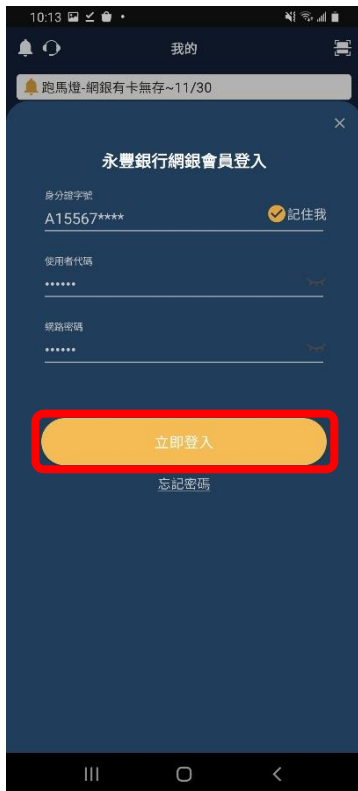 10:13
我的
跑馬燈-網銀有卡無存~11/30
永豐銀行網銀會員登入
身分證字號
A15567****
記住我
使用者代碼
••••••
網路密碼
••••••
立即登入
忘記密碼